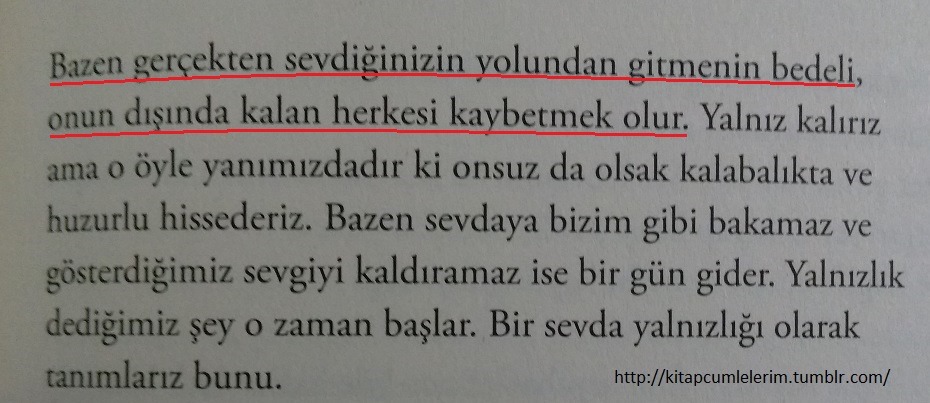 Bazen gerçekten sevdiğinizin yolundan gitmenin bedeli,
onun dışında kalan herkesi kaybetmek olur. Yalnız kalırız
ama o öyle yanımızdadır ki onsuz da olsak kalabalıkta ve
huzurlu hissederiz. Bazen sevdaya bizim gibi bakamaz ve
gösterdiğimiz sevgiyi kaldıramaz ise bir gün gider. Yalnızlık
dediğimiz şey o zaman başlar. Bir sevda yalnızlığı olarak
tanımlarız bunu.
http://kitapcumlelerim.tumblr.com/